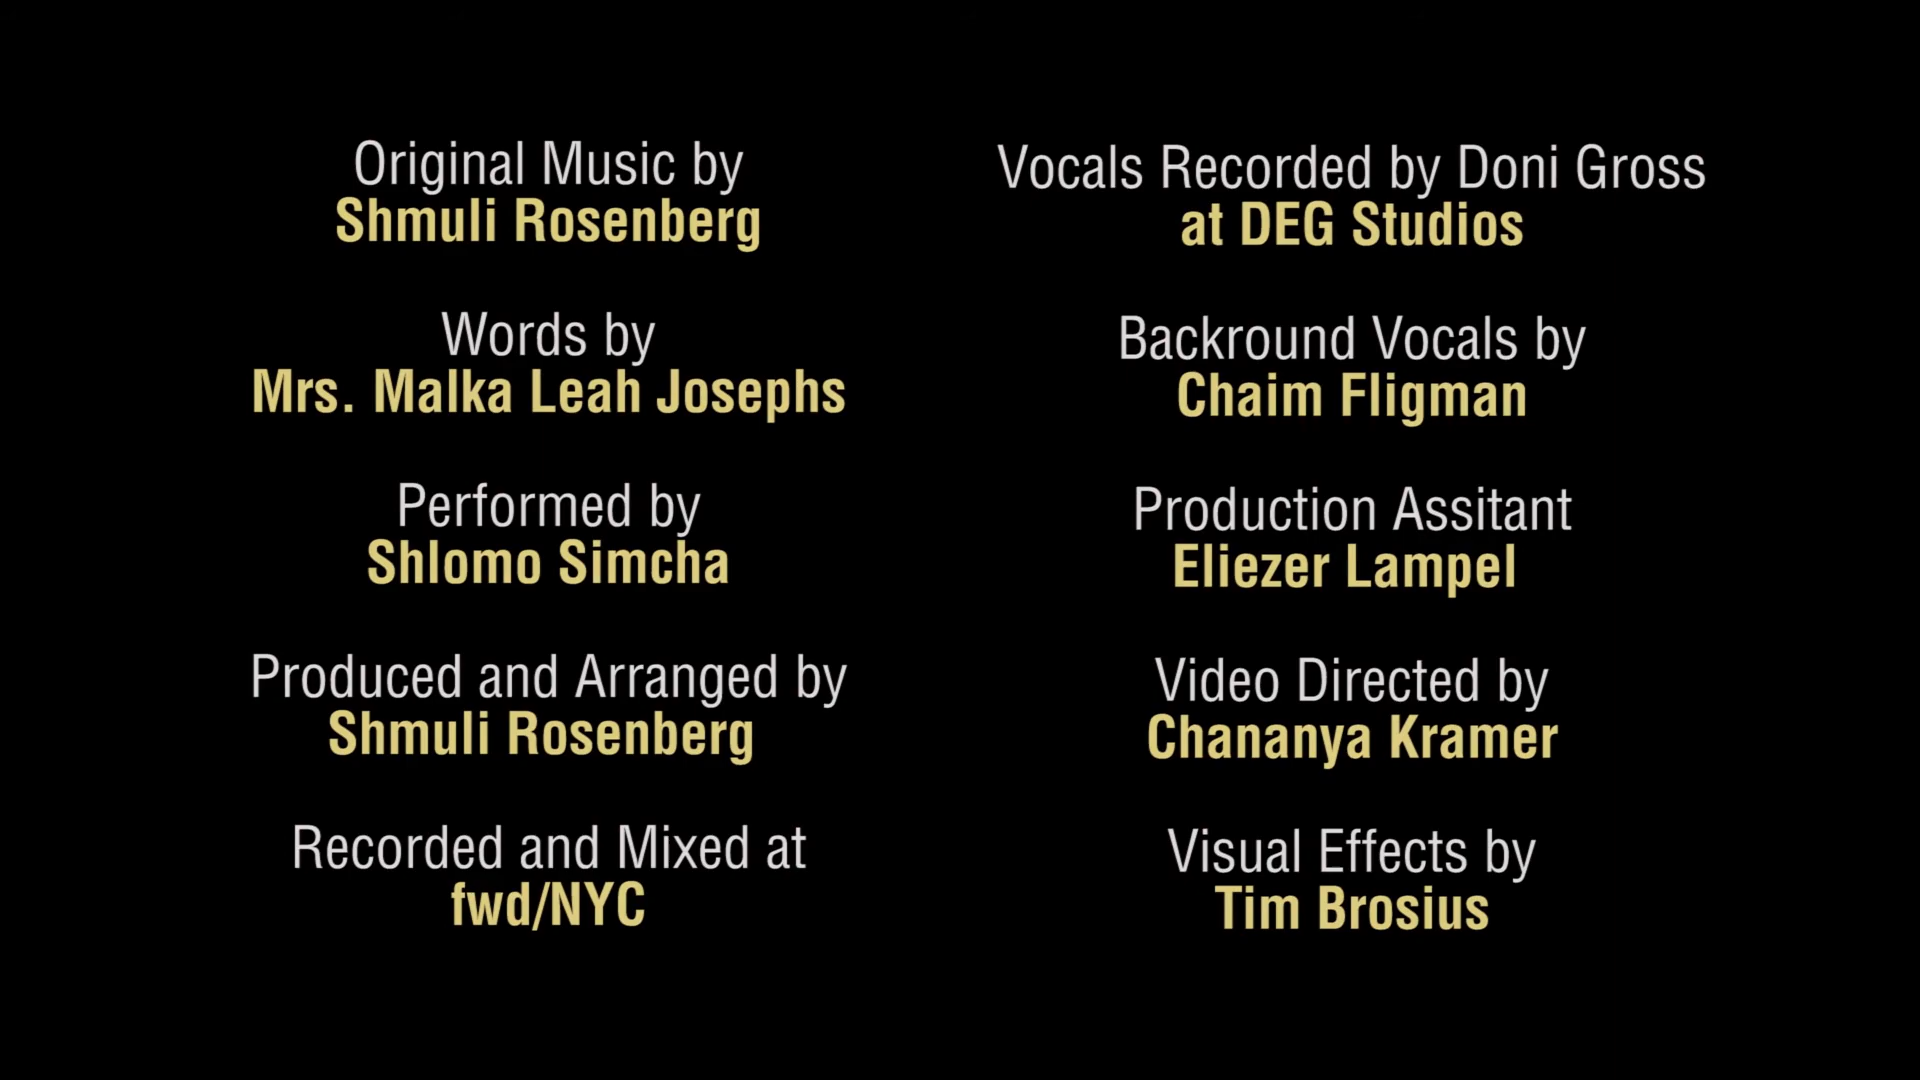 Original Music by
Shmuli Rosenberg
Words by
Mrs. Malka Leah Josephs
Performed by
Shlomo Simcha
Produced and Arranged by
Shmuli Rosenberg
Recorded and Mixed at
fwd/NYC
Vocals Recorded by Doni Gross
at DEG Studios
Backround Vocals by
Chaim Fligman
Production Assitant
Eliezer Lampel
Video Directed by
Chananya Kramer
Visual Effects by
Tim Brosius